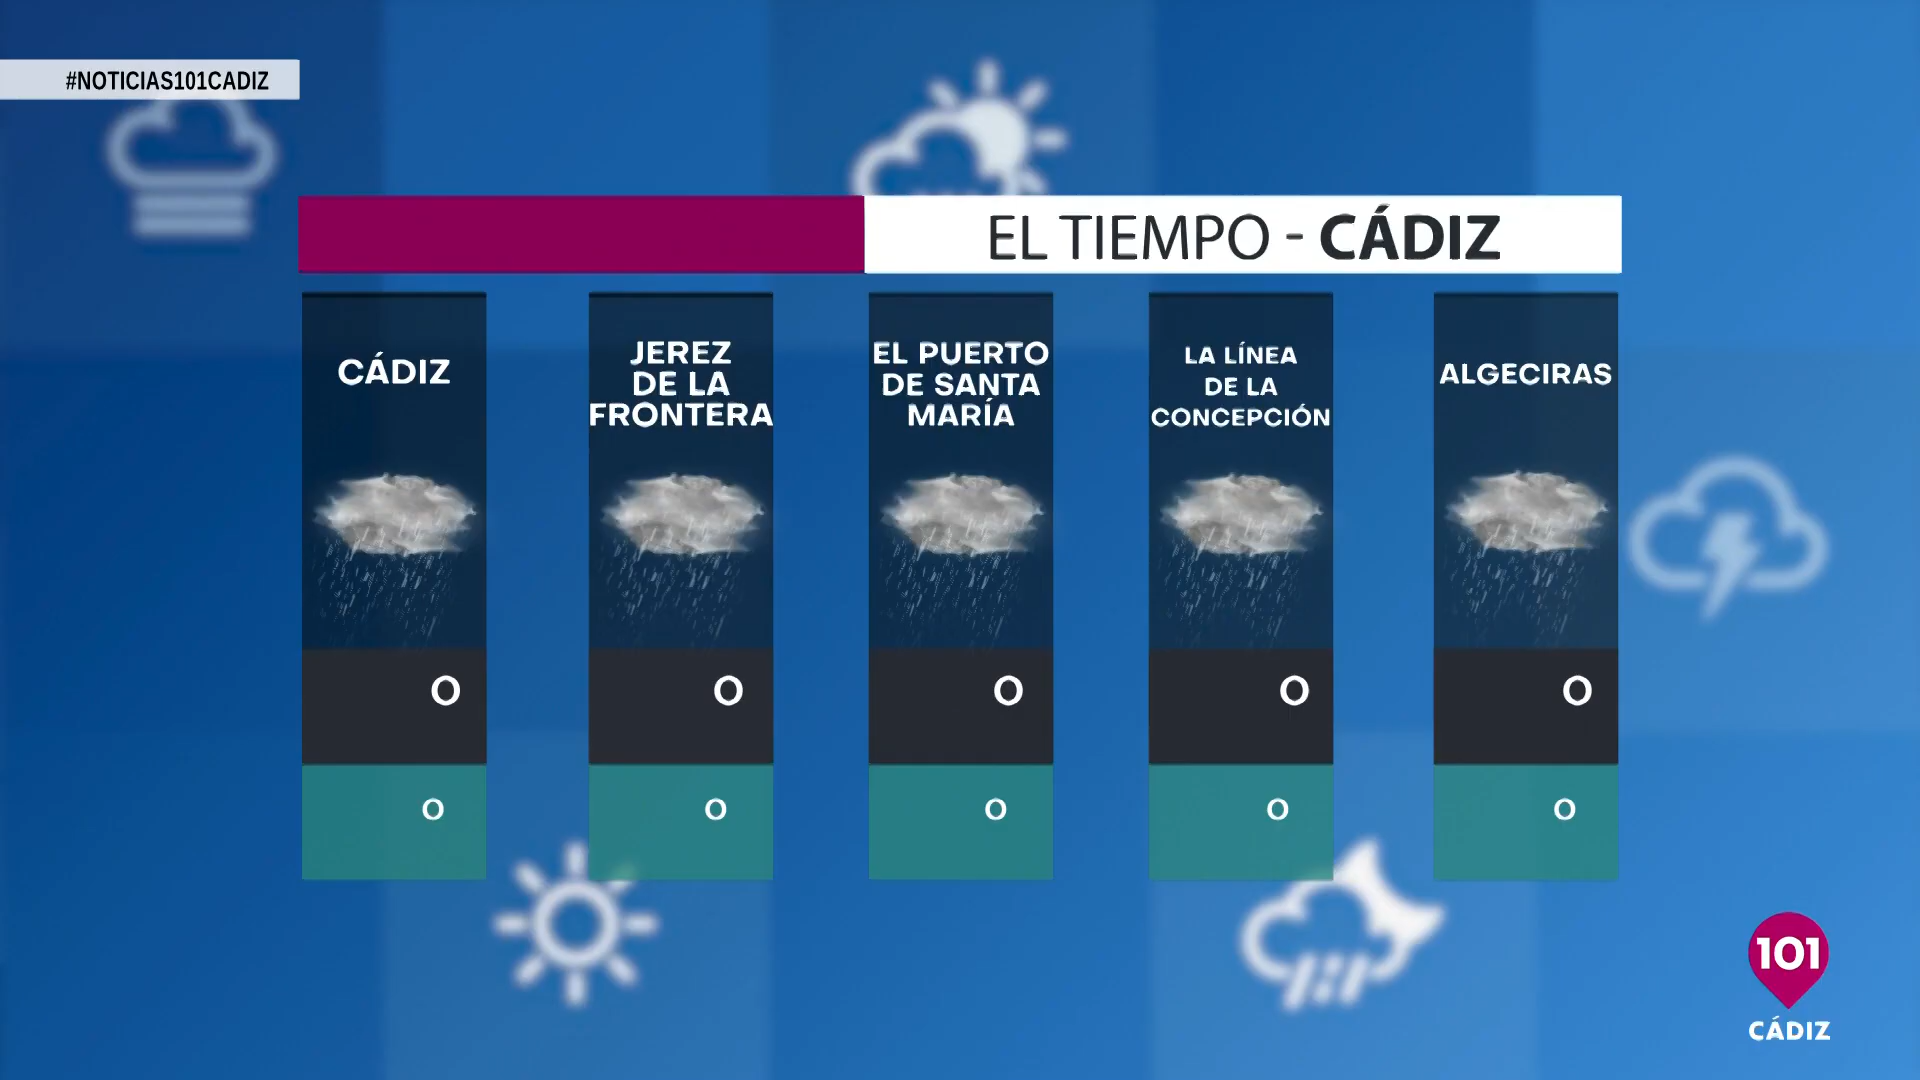 #NOTICIAS101CADIZ
EL TIEMPO - CÁDIZ
CÁDIZ
JEREZ
DE LA
FRONTERA
EL PUERTO
DE SANTA
MARÍA
LA LÍNEA
DE LA
CONCEPCIÓN
ALGECIRAS
O O O O O
O O O O O
101
CÁDIZ